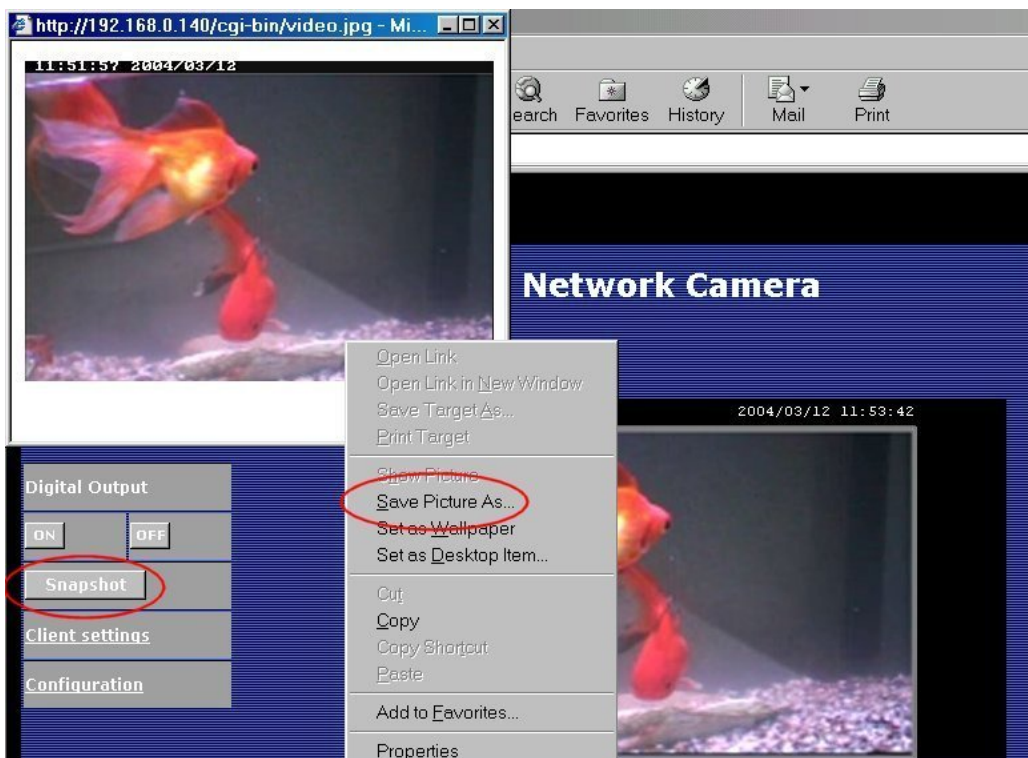 http://192.168.0.140/cgi-bin/video.jpg - Mi...
11:51:57 2004/03/12
earch Favorites History Mail Print
Network Camera
2004/03/12 11:53:42
Digital Output
ON OFF
Snapshot
Client settings
Configuration
Open Link
Open Link in New Window
Save Target As...
Print Target
Show Picture
Save Picture As...
Set as Wallpaper
Set as Desktop Item...
Cut
Copy
Copy Shortcut
Paste
Add to Favorites...
Properties